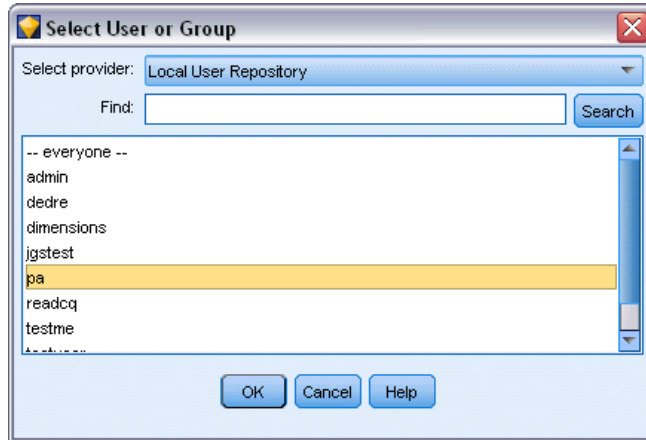 Select User or Group
Select provider: Local User Repository
Find: Search
-- everyone --
admin
dedre
dimensions
jgstest
pa
readcq
testme
OK Cancel Help